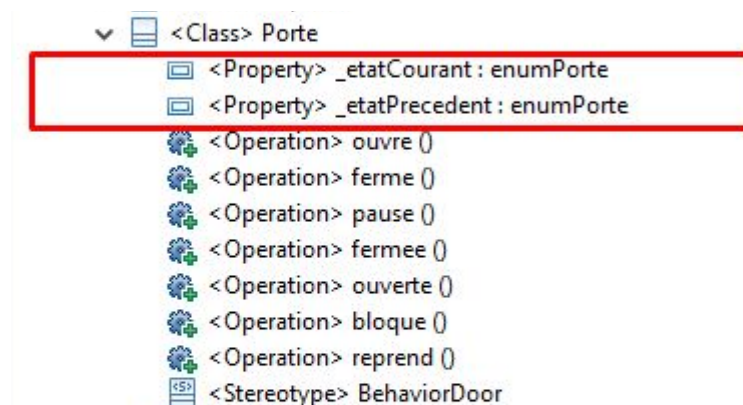 <Class> Porte
<Property> _etatCourant : enumPorte
<Property> _etatPrecedent : enumPorte
<Operation> ouvre ()
<Operation> ferme ()
<Operation> pause ()
<Operation> fermee ()
<Operation> ouverte ()
<Operation> bloque ()
<Operation> reprend ()
<Stereotype> BehaviorDoor